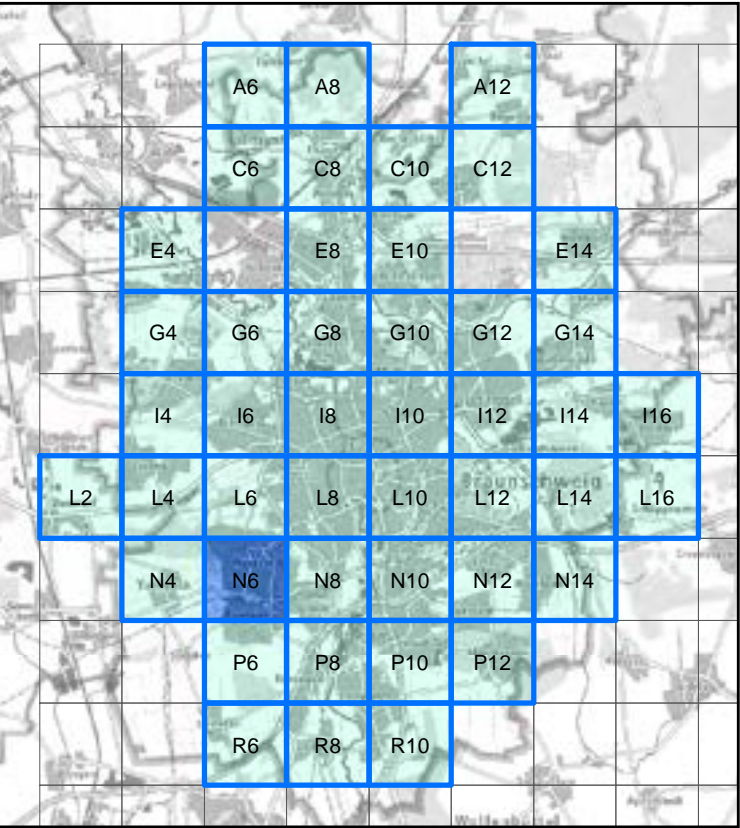 A6 A8 A12
C6 C8 C10 C12
E4 E8 E10 E14
G4 G6 G8 G10 G12 G14
I4 I6 I8 I10 I12 I14 I16
Braunschweig
L2 L4 L6 L8 L10 L12 L14 L16
N4 N6 N8 N10 N12 N14
P6 P8 P10 P12
R6 R8 R10
Wolfenbüttel